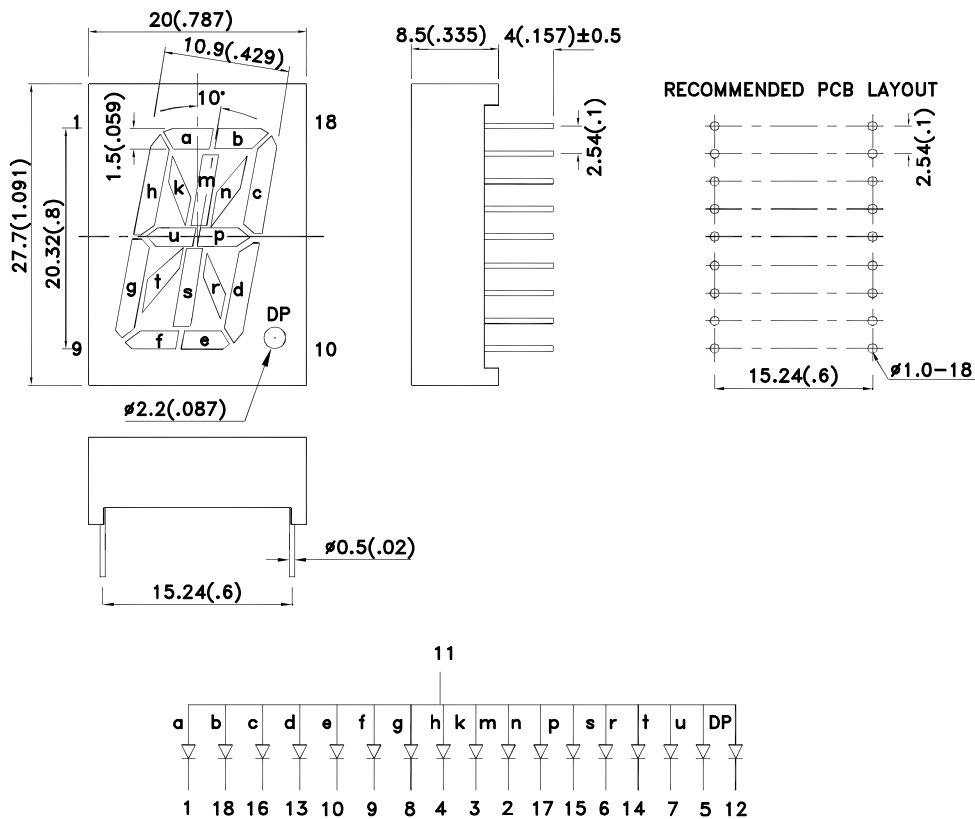 20(.787)
10.9(.429)
10°
1.5(.059)
27.7(1.091)
20.32(.8)
1
18
9
10
a
b
h
k
m
n
c
u
p
g
t
s
r
d
f
e
DP
ø2.2(.087)
8.5(.335)
4(.157)±0.5
2.54(.1)
RECOMMENDED PCB LAYOUT
2.54(.1)
15.24(.6)
ø1.0-18
ø0.5(.02)
15.24(.6)
11
a b c d e f g h k m n p s r t u DP
1 18 16 13 10 9 8 4 3 2 17 15 6 14 7 5 12